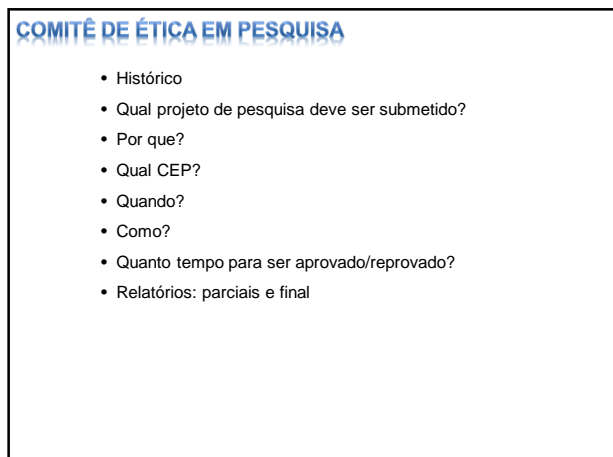 COMITÊ DE ÉTICA EM PESQUISA
• Histórico
• Qual projeto de pesquisa deve ser submetido?
• Por que?
• Qual CEP?
• Quando?
• Como?
• Quanto tempo para ser aprovado/reprovado?
• Relatórios: parciais e final